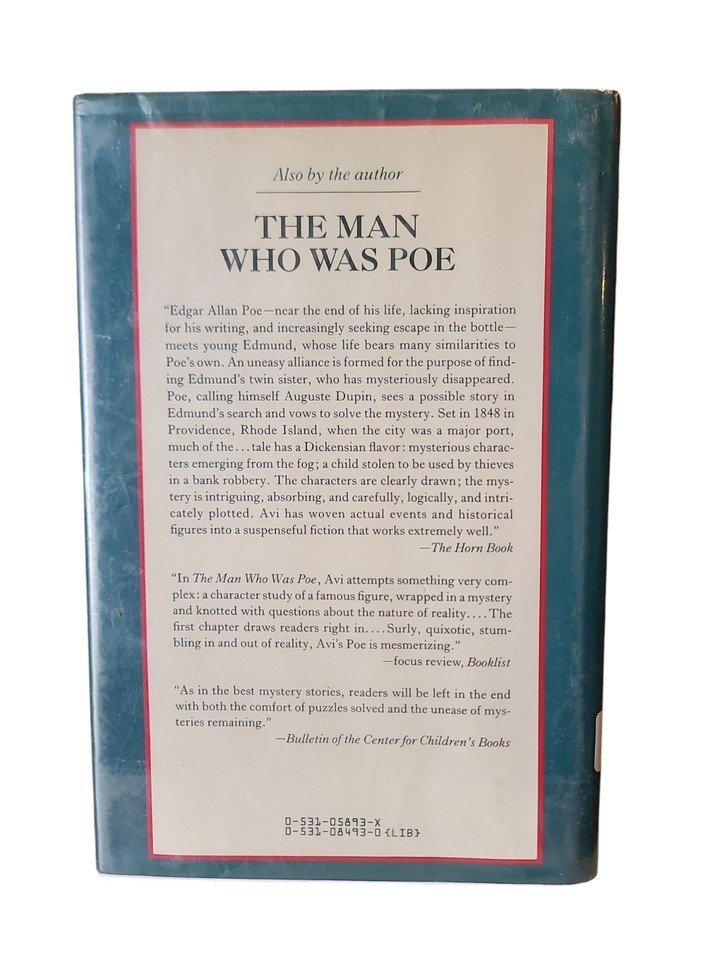 Also by the author
THE MAN
WHO WAS POE
“Edgar Allan Poe—near the end of his life, lacking inspiration
for his writing, and increasingly seeking escape in the bottle—
meets young Edmund, whose life bears many similarities to
Poe's own. An uneasy alliance is formed for the purpose of find-
ing Edmund's twin sister, who has mysteriously disappeared.
Poe, calling himself Auguste Dupin, sees a possible story in
Edmund's search and vows to solve the mystery. Set in 1848 in
Providence, Rhode Island, when the city was a major port,
much of the...tale has a Dickensian flavor: mysterious charac-
ters emerging from the fog; a child stolen to be used by thieves
in a bank robbery. The characters are clearly drawn; the mys-
tery is intriguing, absorbing, and carefully, logically, and intri-
cately plotted. Avi has woven actual events and historical
figures into a suspenseful fiction that works extremely well.”
—The Horn Book
“In The Man Who Was Poe, Avi attempts something very com-
plex: a character study of a famous figure, wrapped in a mystery
and knotted with questions about the nature of reality....The
first chapter draws readers right in....Surly, quixotic, stum-
bling in and out of reality, Avi's Poe is mesmerizing.”
—focus review, Booklist
“As in the best mystery stories, readers will be left in the end
with both the comfort of puzzles solved and the unease of mys-
teries remaining.”
—Bulletin of the Center for Children's Books
0-531-05893-X
0-531-08493-0 {LIB}